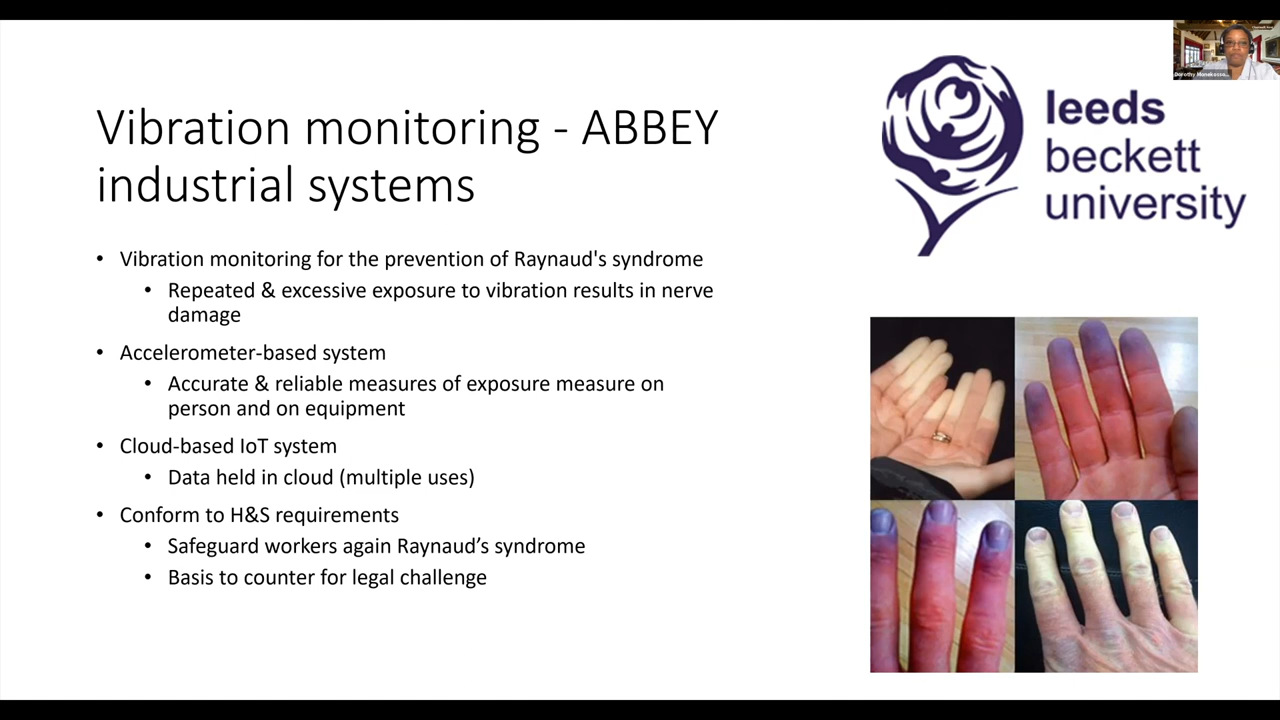 Vibration monitoring - ABBEY
industrial systems
• Vibration monitoring for the prevention of Raynaud's syndrome
• Repeated & excessive exposure to vibration results in nerve
damage
• Accelerometer-based system
• Accurate & reliable measures of exposure measure on
person and on equipment
• Cloud-based IoT system
• Data held in cloud (multiple uses)
• Conform to H&S requirements
• Safeguard workers again Raynaud’s syndrome
• Basis to counter for legal challenge
leeds
beckett
university
Dorothy